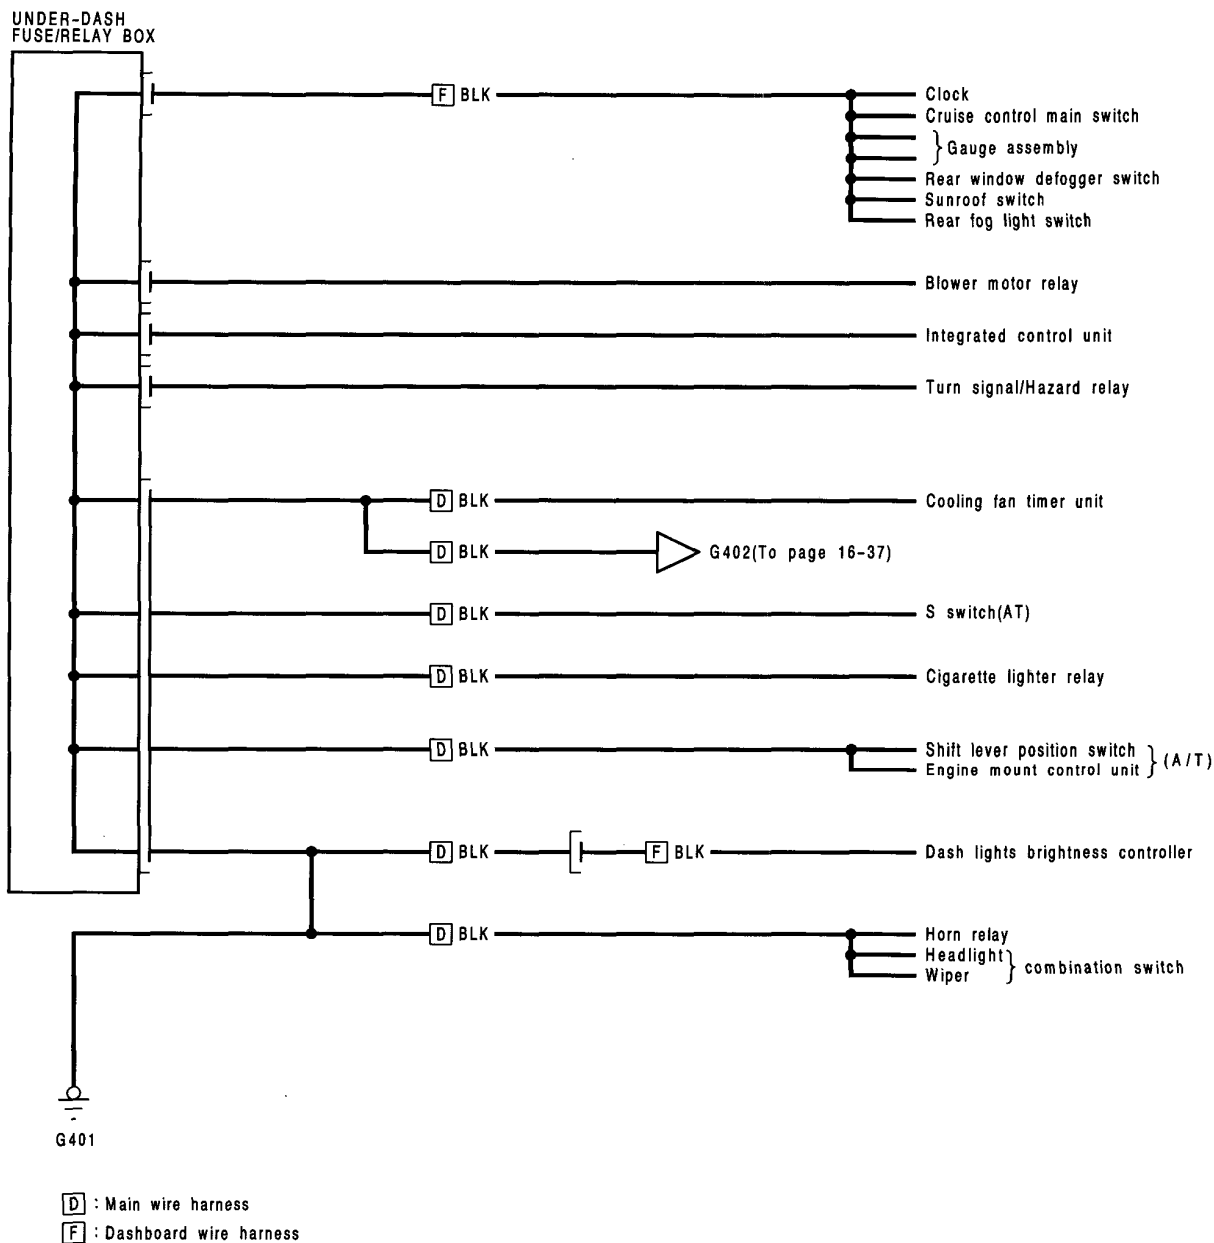 UNDER-DASH
FUSE/RELAY BOX
F BLK
Clock
Cruise control main switch
Gauge assembly
Rear window defogger switch
Sunroof switch
Rear fog light switch
Blower motor relay
Integrated control unit
Turn signal/Hazard relay
D BLK
Cooling fan timer unit
D BLK
G402(To page 16-37)
D BLK
S switch(AT)
D BLK
Cigarette lighter relay
D BLK
Shift lever position switch
Engine mount control unit
(A/T)
D BLK
F BLK
Dash lights brightness controller
D BLK
Horn relay
Headlight
Wiper
combination switch
G401
D : Main wire harness
F : Dashboard wire harness